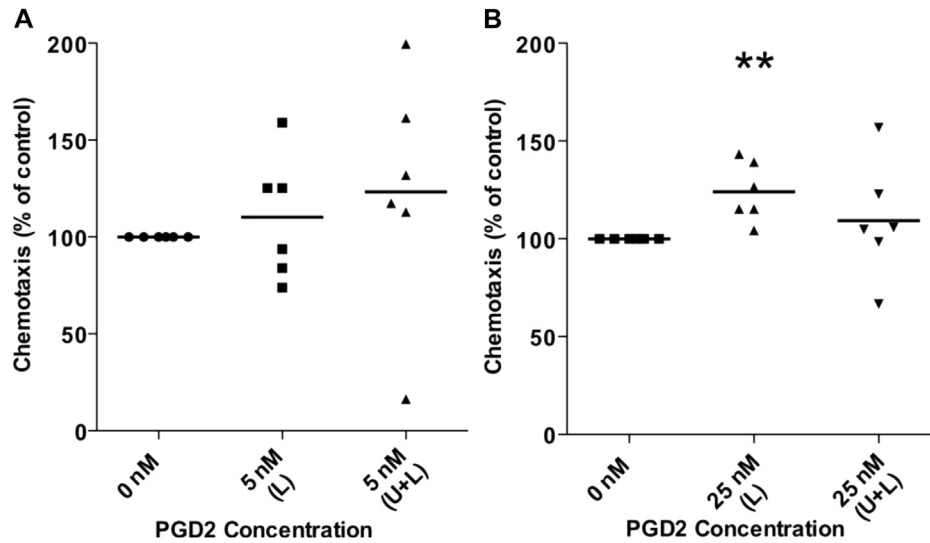 A
Chemotaxis (% of control)
200
150
100
50
0
0 nM
5 nM
(L)
5 nM
(U+L)
PGD2 Concentration
B
Chemotaxis (% of control)
200
150
100
50
0
**
0 nM
25 nM
(L)
25 nM
(U+L)
PGD2 Concentration